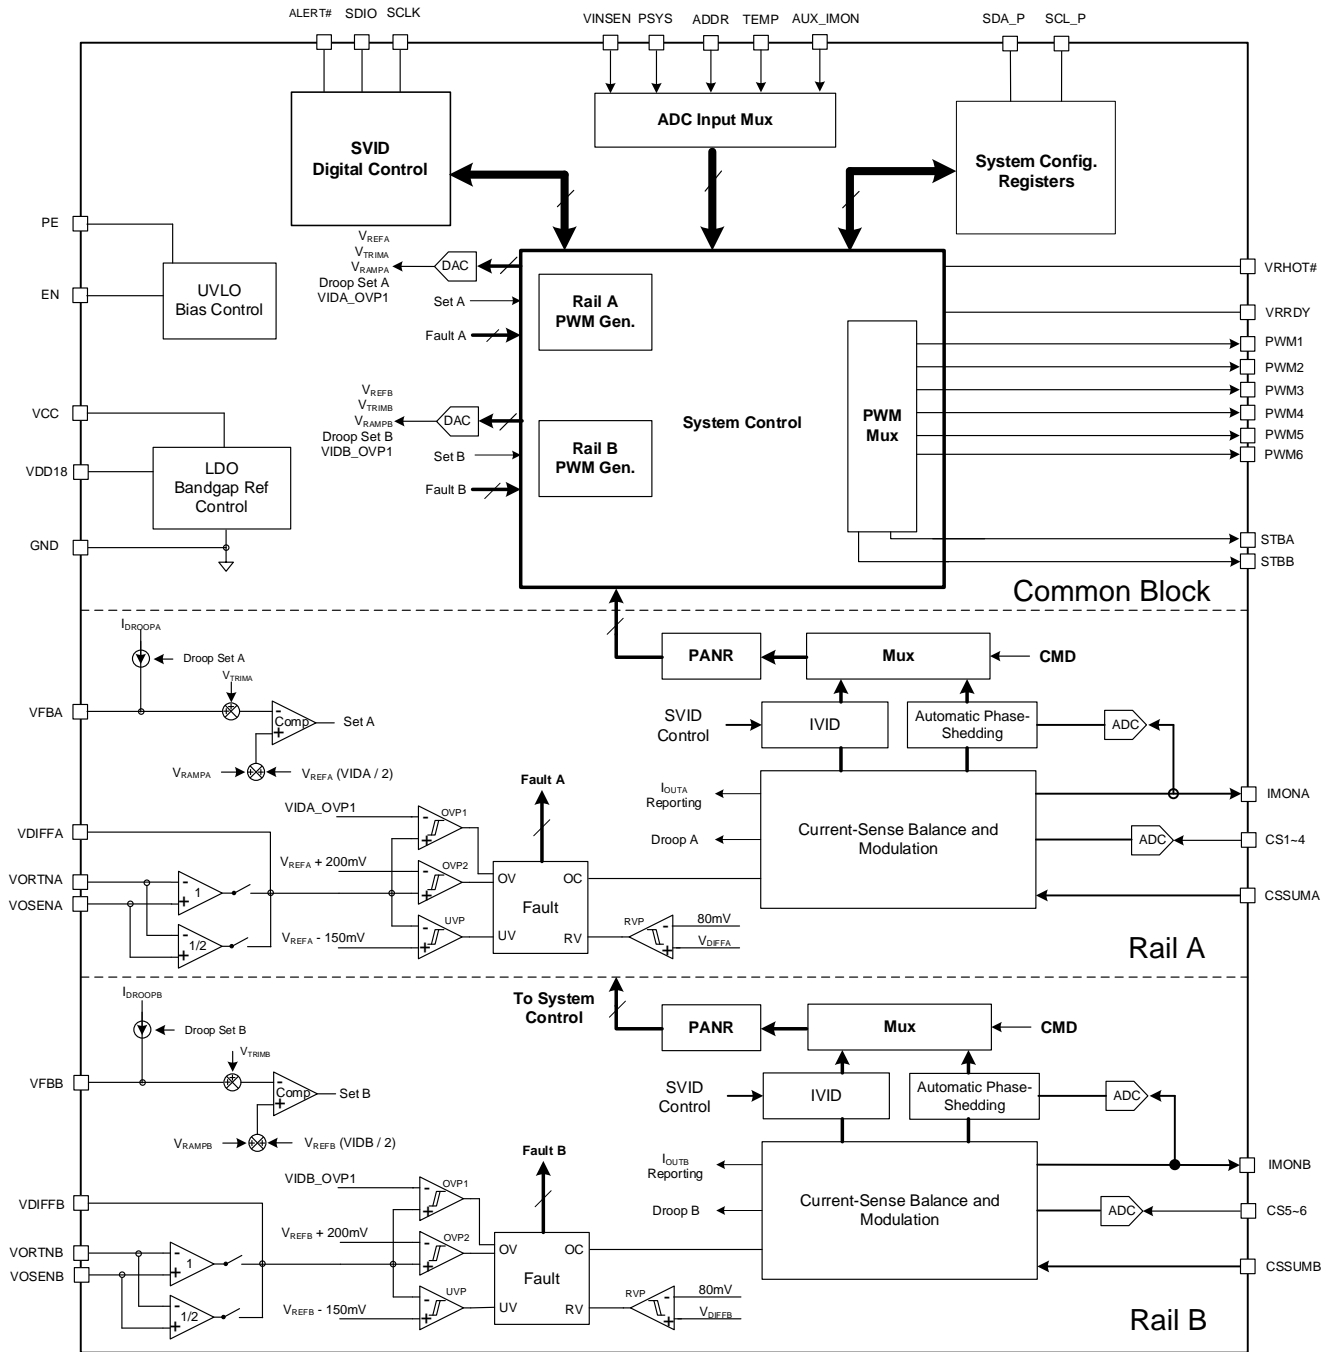 ALERT# SDIO SCLK VINSEN PSYS ADDR TEMP AUX_IMON SDA_P SCL_P
SVID
Digital Control
ADC Input Mux
System Config.
Registers
PE
EN
UVLO
Bias Control
VCC
VDD18
GND
LDO
Bandgap Ref
Control
VREFA
VTRIMA
VRAMPA
Droop Set A
VIDA_OVP1
DAC
Set A
Fault A
VREFB
VTRIMB
VRAMPB
Droop Set B
VIDB_OVP1
DAC
Set B
Fault B
Rail A
PWM Gen.
Rail B
PWM Gen.
System Control
PWM
Mux
VRHOT#
VRRDY
PWM1
PWM2
PWM3
PWM4
PWM5
PWM6
STBA
STBB
Common Block
IDROOPA
Droop Set A
VTRIMA
VFBA
-
Comp
+
Set A
VRAMPA
VREFA (VIDA / 2)
PANR
Mux
CMD
SVID
Control
IVID
Automatic Phase-
Shedding
ADC
IOUTA
Reporting
Droop A
Current-Sense Balance and
Modulation
IMONA
ADC
CS1~4
CSSUMA
VDIFFA
VORTNA
VOSENA
-
+
1
-
+
1/2
VIDA_OVP1
VREFA + 200mV
VREFA - 150mV
-
+
OVP1
-
+
OVP2
-
+
UVP
Fault A
OV
OC
Fault
UV
RV
RVP
-
+
80mV
VDIFFA
Rail A
IDROOPB
Droop Set B
VTRIMB
VFBB
-
Comp
+
Set B
VRAMPB
VREFB (VIDB / 2)
To System
Control
PANR
Mux
CMD
SVID
Control
IVID
Automatic Phase-
Shedding
ADC
IOUTB
Reporting
Droop B
Current-Sense Balance and
Modulation
IMONB
ADC
CS5~6
CSSUMB
VDIFFB
VORTNB
VOSENB
-
+
1
-
+
1/2
VIDB_OVP1
VREFB + 200mV
VREFB - 150mV
-
+
OVP1
-
+
OVP2
-
+
UVP
Fault B
OV
OC
Fault
UV
RV
RVP
-
+
80mV
VDIFFB
Rail B